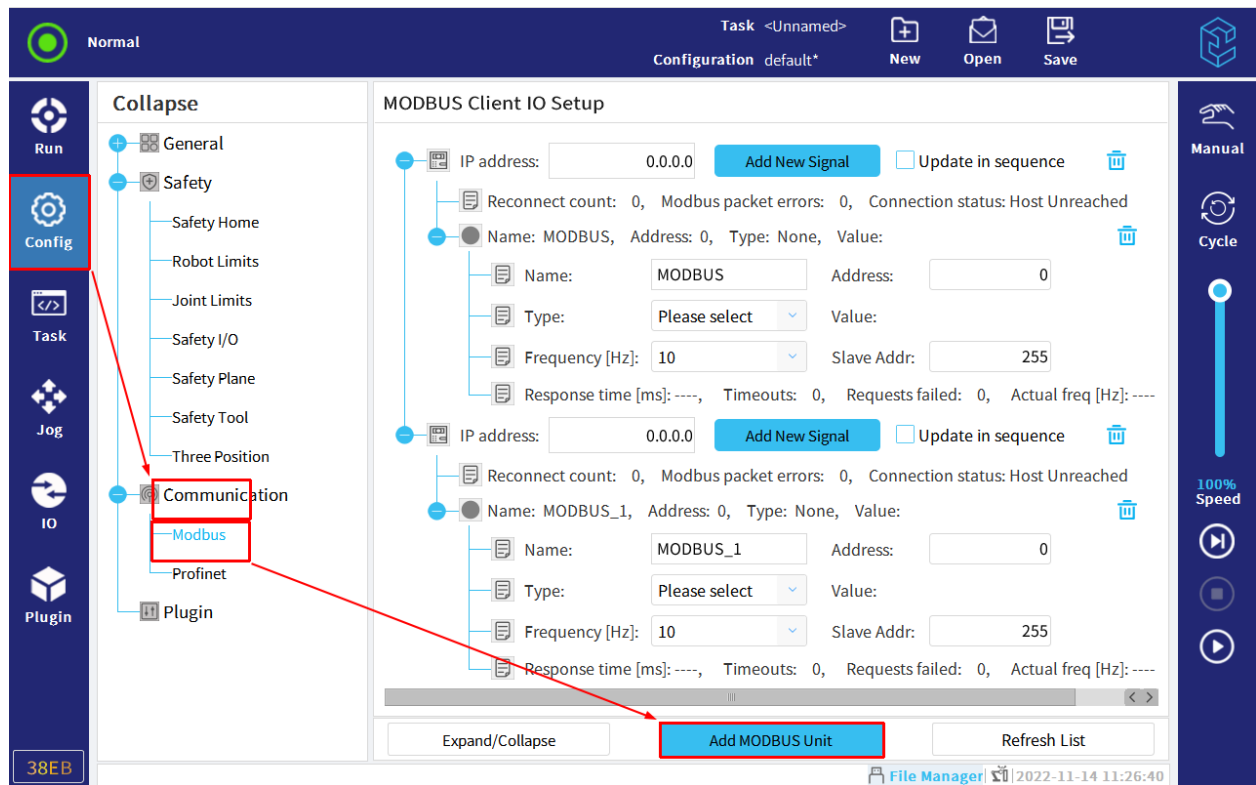 Normal
Task <Unnamed>
Configuration default*
New
Open
Save
Run
Config
Task
Jog
IO
Plugin
38EB
Collapse
General
Safety
Safety Home
Robot Limits
Joint Limits
Safety I/O
Safety Plane
Safety Tool
Three Position
Communication
Modbus
Profinet
Plugin
MODBUS Client IO Setup
IP address: 0.0.0.0 Add New Signal Update in sequence
Reconnect count: 0, Modbus packet errors: 0, Connection status: Host Unreached
Name: MODBUS, Address: 0, Type: None, Value:
Name: MODBUS Address: 0
Type: Please select Value:
Frequency [Hz]: 10 Slave Addr: 255
Response time [ms]: ----, Timeouts: 0, Requests failed: 0, Actual freq [Hz]: ----
IP address: 0.0.0.0 Add New Signal Update in sequence
Reconnect count: 0, Modbus packet errors: 0, Connection status: Host Unreached
Name: MODBUS_1, Address: 0, Type: None, Value:
Name: MODBUS_1 Address: 0
Type: Please select Value:
Frequency [Hz]: 10 Slave Addr: 255
Response time [ms]: ----, Timeouts: 0, Requests failed: 0, Actual freq [Hz]: ----
Expand/Collapse Add MODBUS Unit Refresh List
File Manager 2022-11-14 11:26:40
Manual
Cycle
100%
Speed